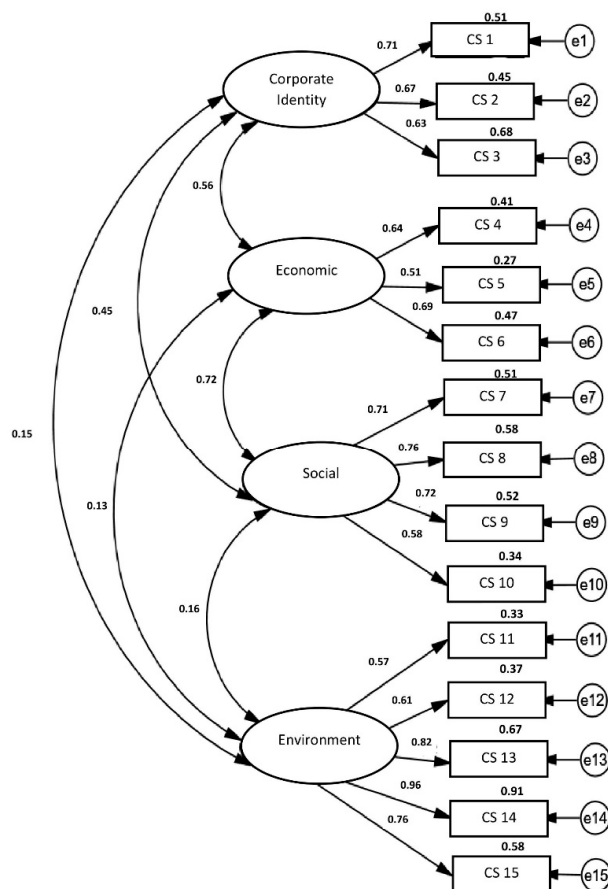 0.51
0.71
CS 1
e1
Corporate
Identity
0.45
0.67
CS 2
e2
0.63
0.68
CS 3
e3
0.56
0.41
0.64
CS 4
e4
Economic
0.27
0.51
CS 5
e5
0.69
0.47
CS 6
e6
0.45
0.72
0.51
0.71
CS 7
e7
0.15
0.58
0.76
CS 8
e8
Social
0.72
0.52
CS 9
e9
0.13
0.58
0.34
CS 10
e10
0.16
0.33
0.57
CS 11
e11
0.37
0.61
CS 12
e12
Environment
0.67
0.82
CS 13
e13
0.96
0.91
CS 14
e14
0.76
0.58
CS 15
e15